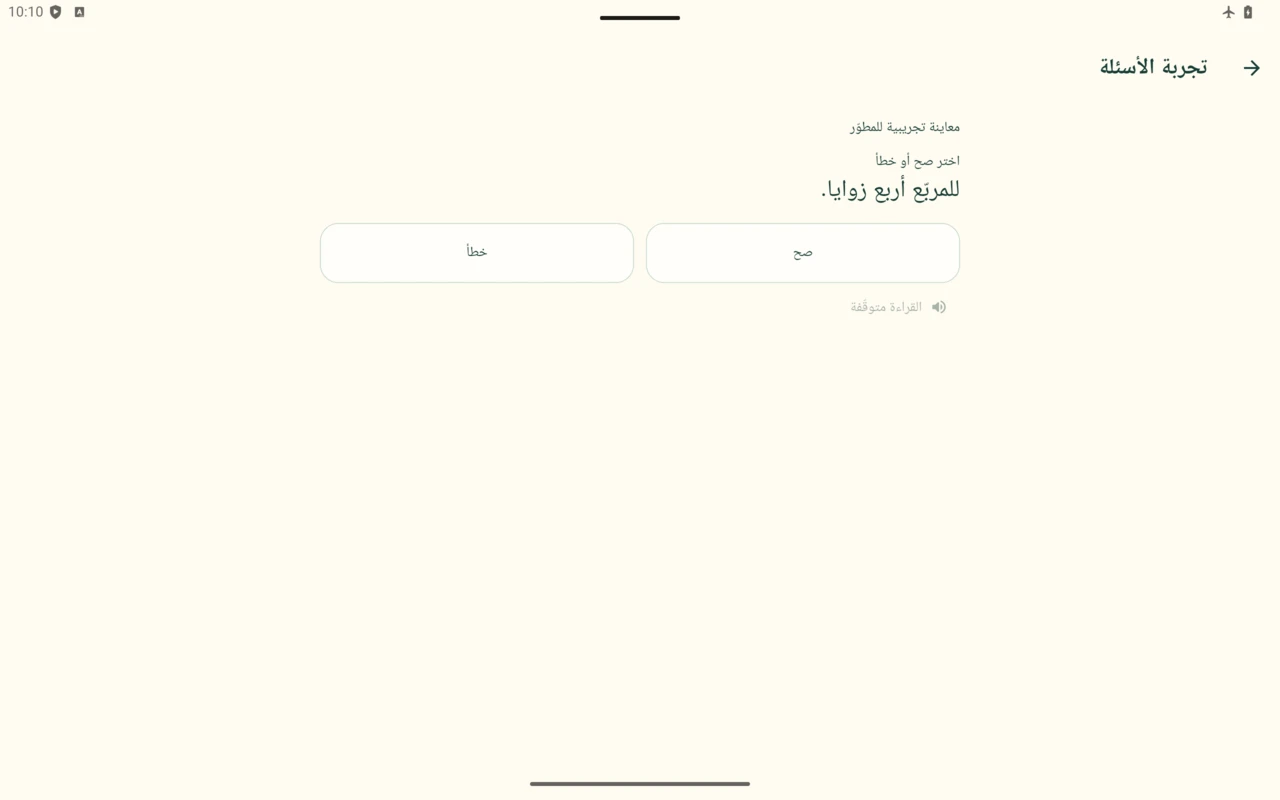 10:10
تجربة الأسئلة
معاينة تجريبية للمطوّر
اختر صح أو خطأ
للمربّع أربع زوايا.
صح
خطأ
القراءة متوقّفة